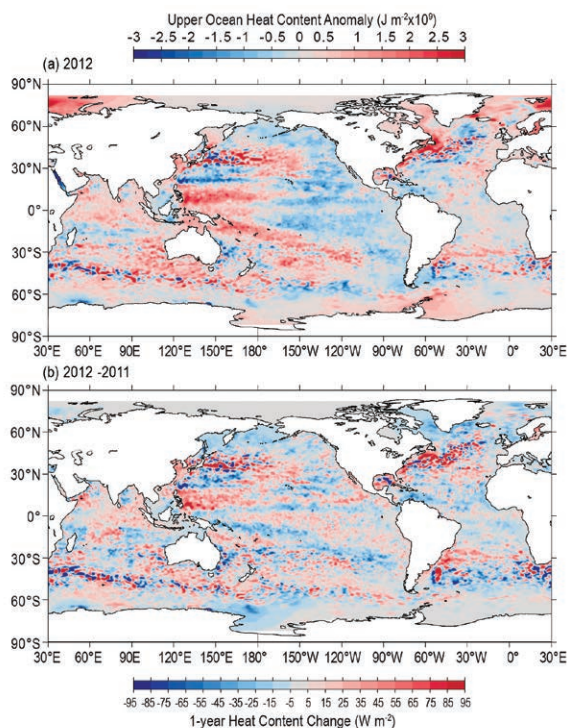 Upper Ocean Heat Content Anomaly (J m⁻²x10⁹)
-3 -2.5 -2 -1.5 -1 -0.5 0 0.5 1 1.5 2 2.5 3
(a) 2012
90°N
60°N
30°N
0°
30°S
60°S
90°S
30°E 60°E 90°E 120°E 150°E 180° 150°W 120°W 90°W 60°W 30°W 0° 30°E
(b) 2012 -2011
90°N
60°N
30°N
0°
30°S
60°S
90°S
30°E 60°E 90°E 120°E 150°E 180° 150°W 120°W 90°W 60°W 30°W 0° 30°E
-95 -85 -75 -65 -55 -45 -35 -25 -15 -5 5 15 25 35 45 55 65 75 85 95
1-year Heat Content Change (W m⁻²)